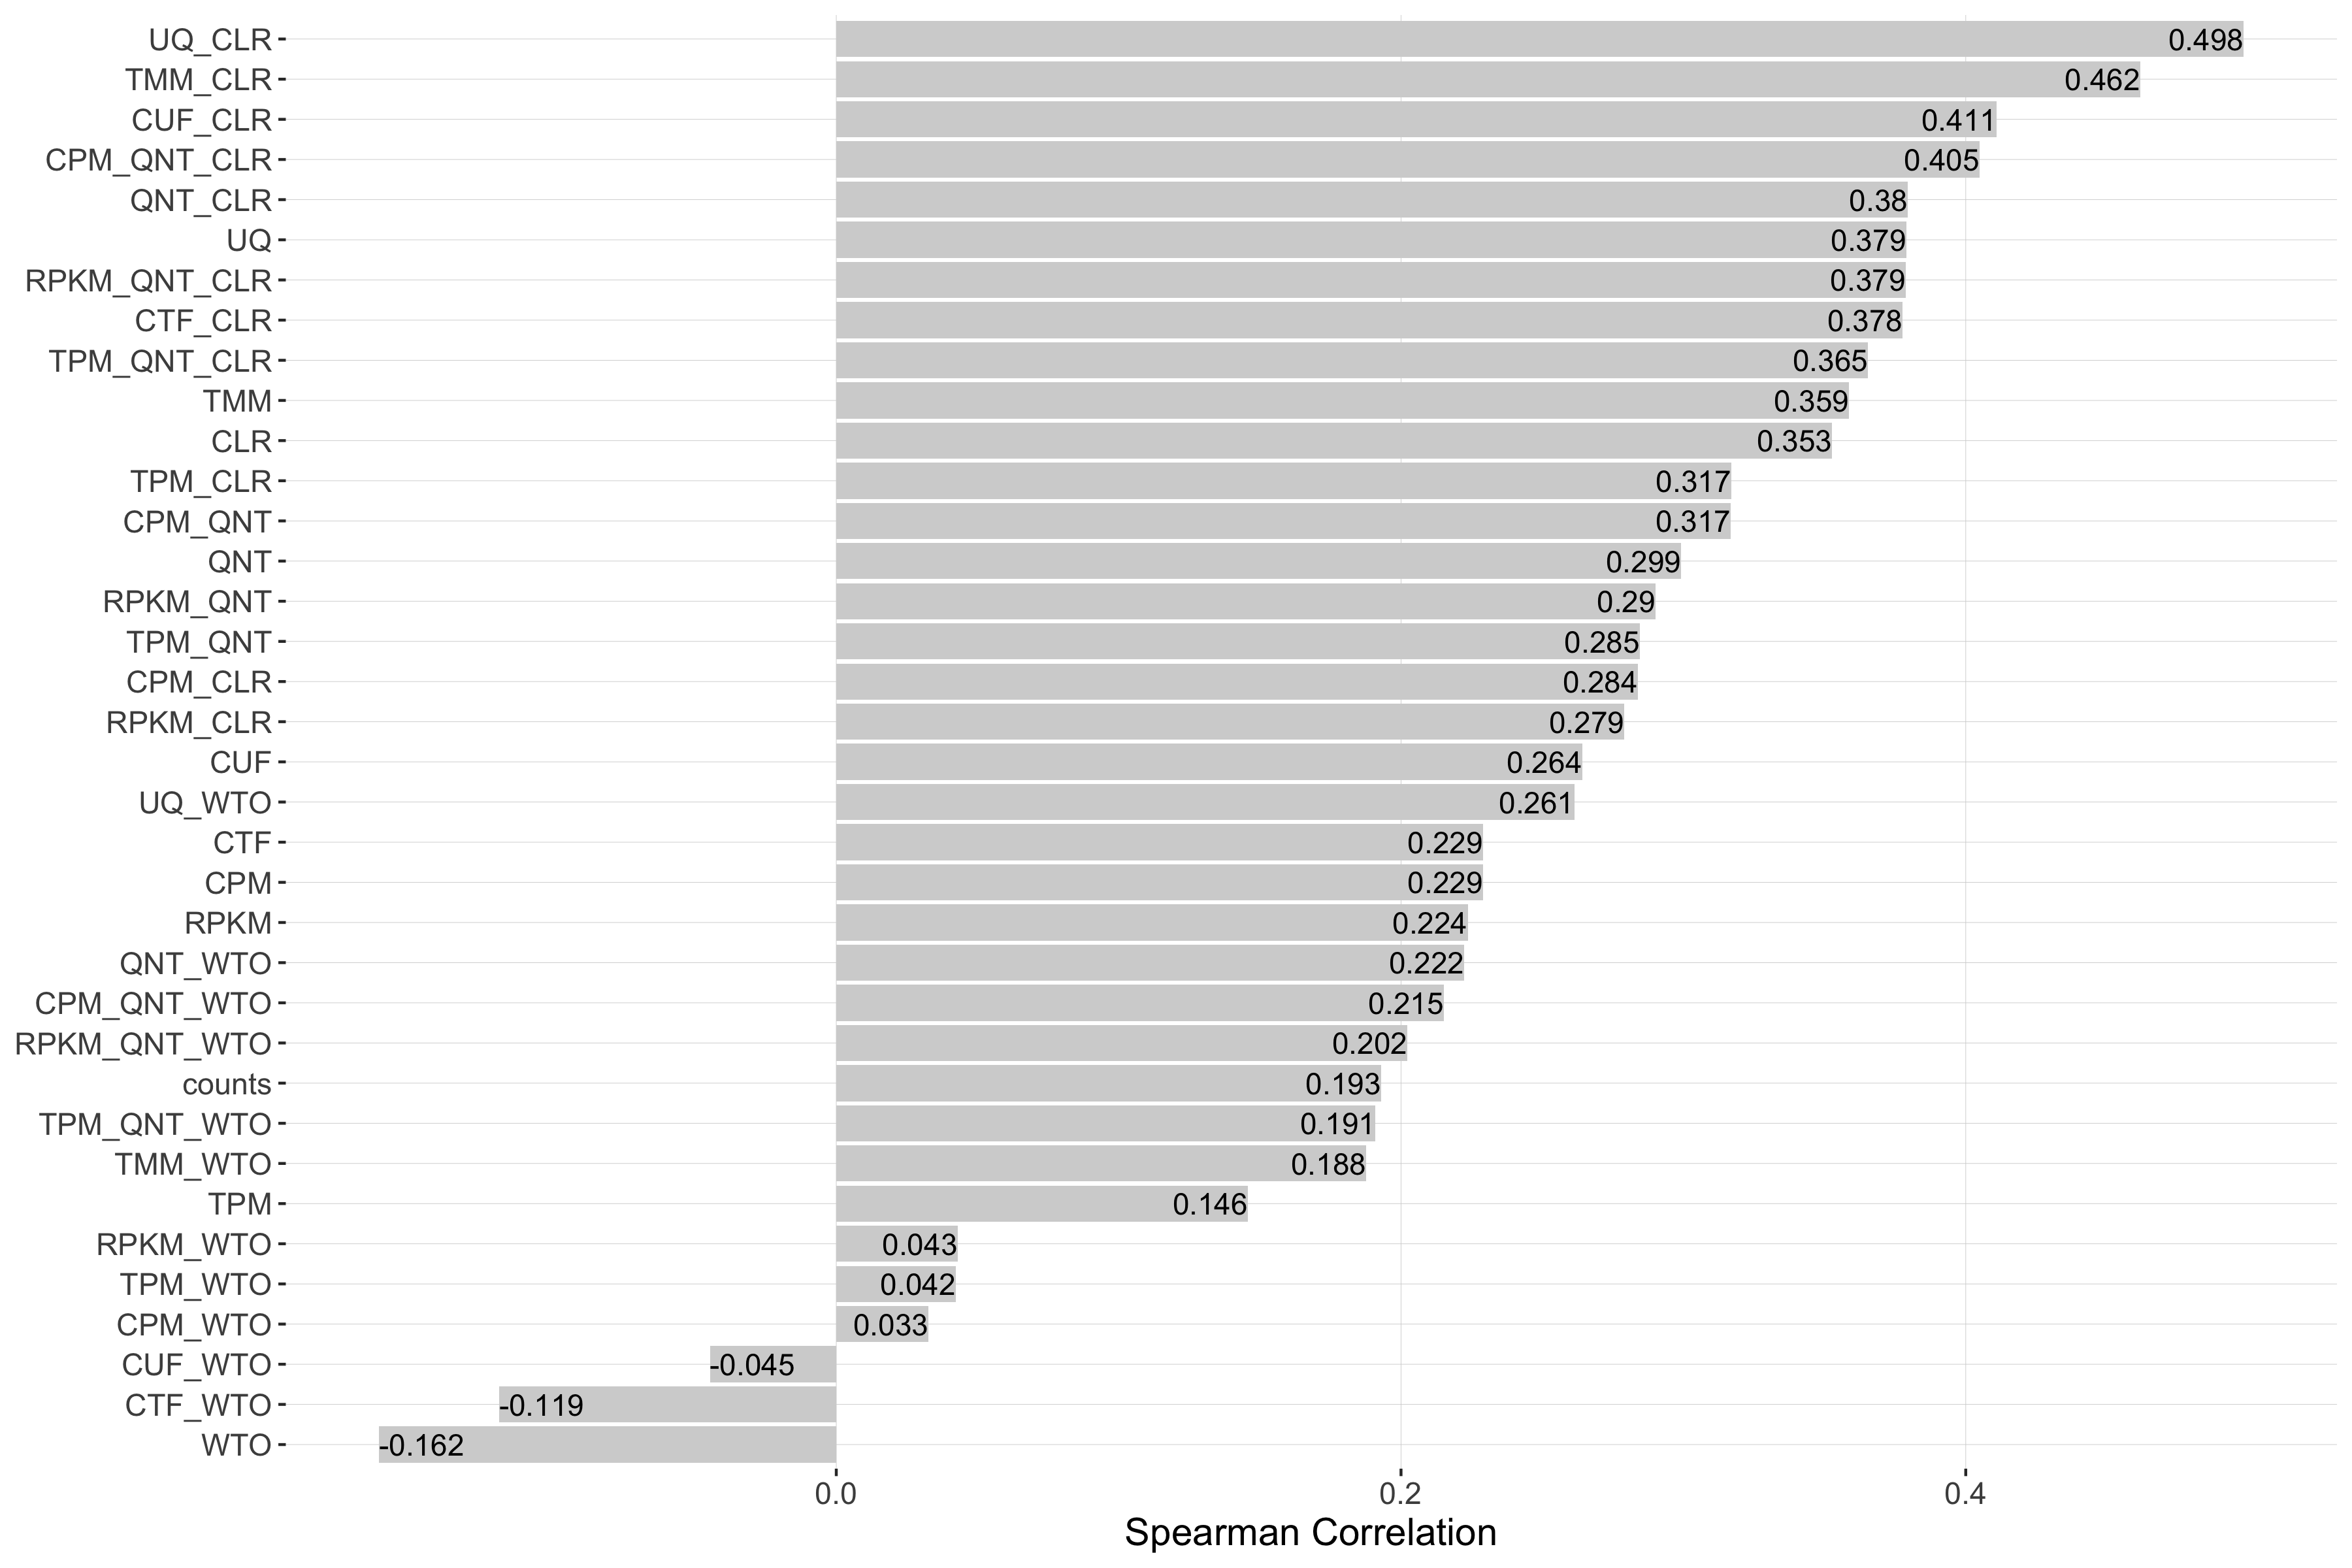 UQ_CLR 0.498
TMM_CLR 0.462
CUF_CLR 0.411
CPM_QNT_CLR 0.405
QNT_CLR 0.38
UQ 0.379
RPKM_QNT_CLR 0.379
CTF_CLR 0.378
TPM_QNT_CLR 0.365
TMM 0.359
CLR 0.353
TPM_CLR 0.317
CPM_QNT 0.317
QNT 0.299
RPKM_QNT 0.29
TPM_QNT 0.285
CPM_CLR 0.284
RPKM_CLR 0.279
CUF 0.264
UQ_WTO 0.261
CTF 0.229
CPM 0.229
RPKM 0.224
QNT_WTO 0.222
CPM_QNT_WTO 0.215
RPKM_QNT_WTO 0.202
counts 0.193
TPM_QNT_WTO 0.191
TMM_WTO 0.188
TPM 0.146
RPKM_WTO 0.043
TPM_WTO 0.042
CPM_WTO 0.033
CUF_WTO -0.045
CTF_WTO -0.119
WTO -0.162
0.0 0.2 0.4
Spearman Correlation